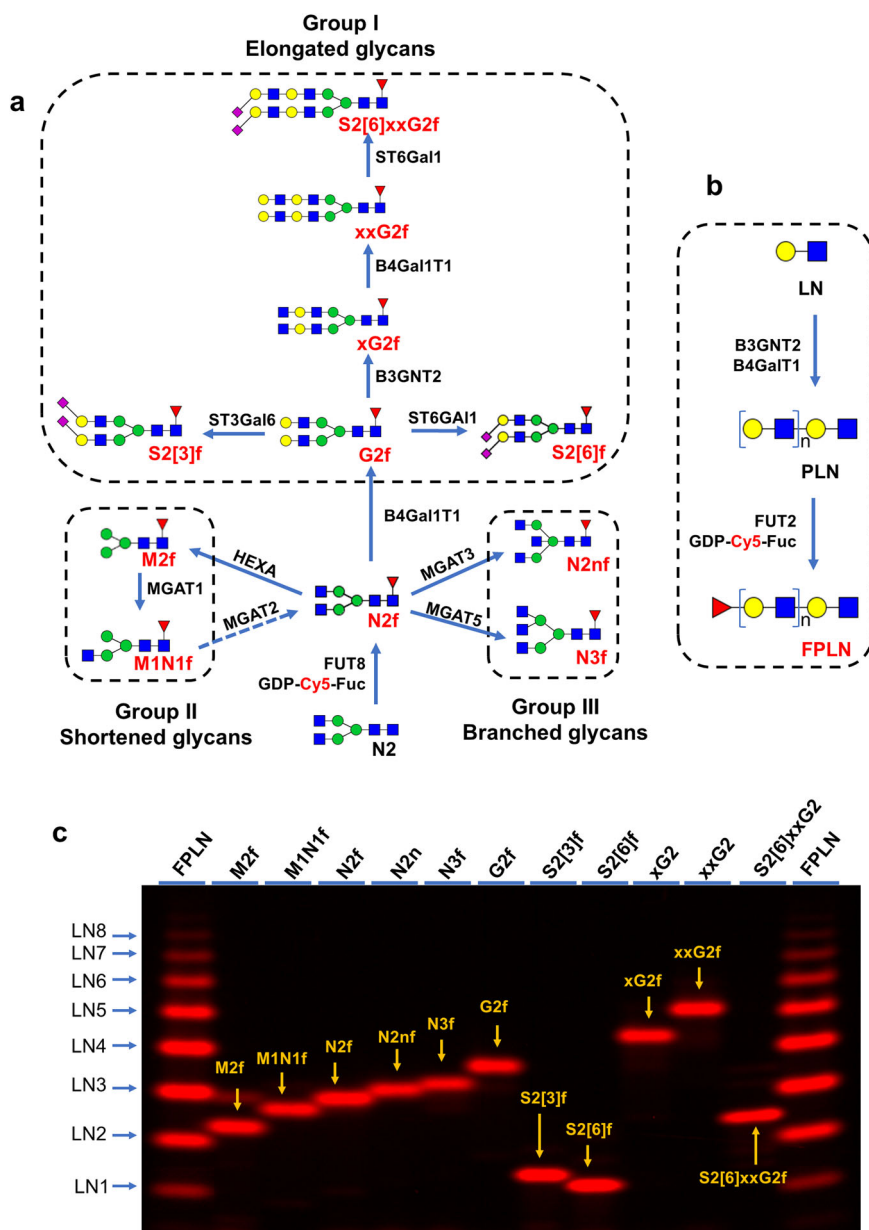 Group I
Elongated glycans
a
S2[6]xxG2f
ST6Gal1
xxG2f
B4Gal1T1
xG2f
B3GNT2
ST3Gal6
ST6GAl1
S2[3]f
G2f
S2[6]f
B4Gal1T1
M2f
HEXA
MGAT1
MGAT2
M1N1f
N2f
MGAT3
MGAT5
N2nf
N3f
FUT8
GDP-Cy5-Fuc
N2
Group II
Shortened glycans
Group III
Branched glycans
b
LN
B3GNT2
B4GalT1
n
PLN
FUT2
GDP-Cy5-Fuc
n
FPLN
c
FPLN
M2f
M1N1f
N2f
N2n
N3f
G2f
S2[3]f
S2[6]f
xG2
xxG2
S2[6]xxG2
FPLN
LN8
LN7
LN6
LN5
LN4
LN3
LN2
LN1
M2f
M1N1f
N2f
N2nf
N3f
G2f
S2[3]f
S2[6]f
xG2f
xxG2f
S2[6]xxG2f